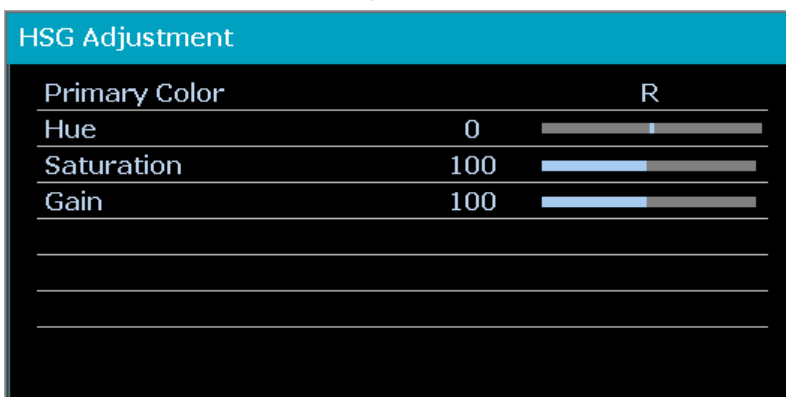 HSG Adjustment
Primary Color R
Hue 0
Saturation 100
Gain 100